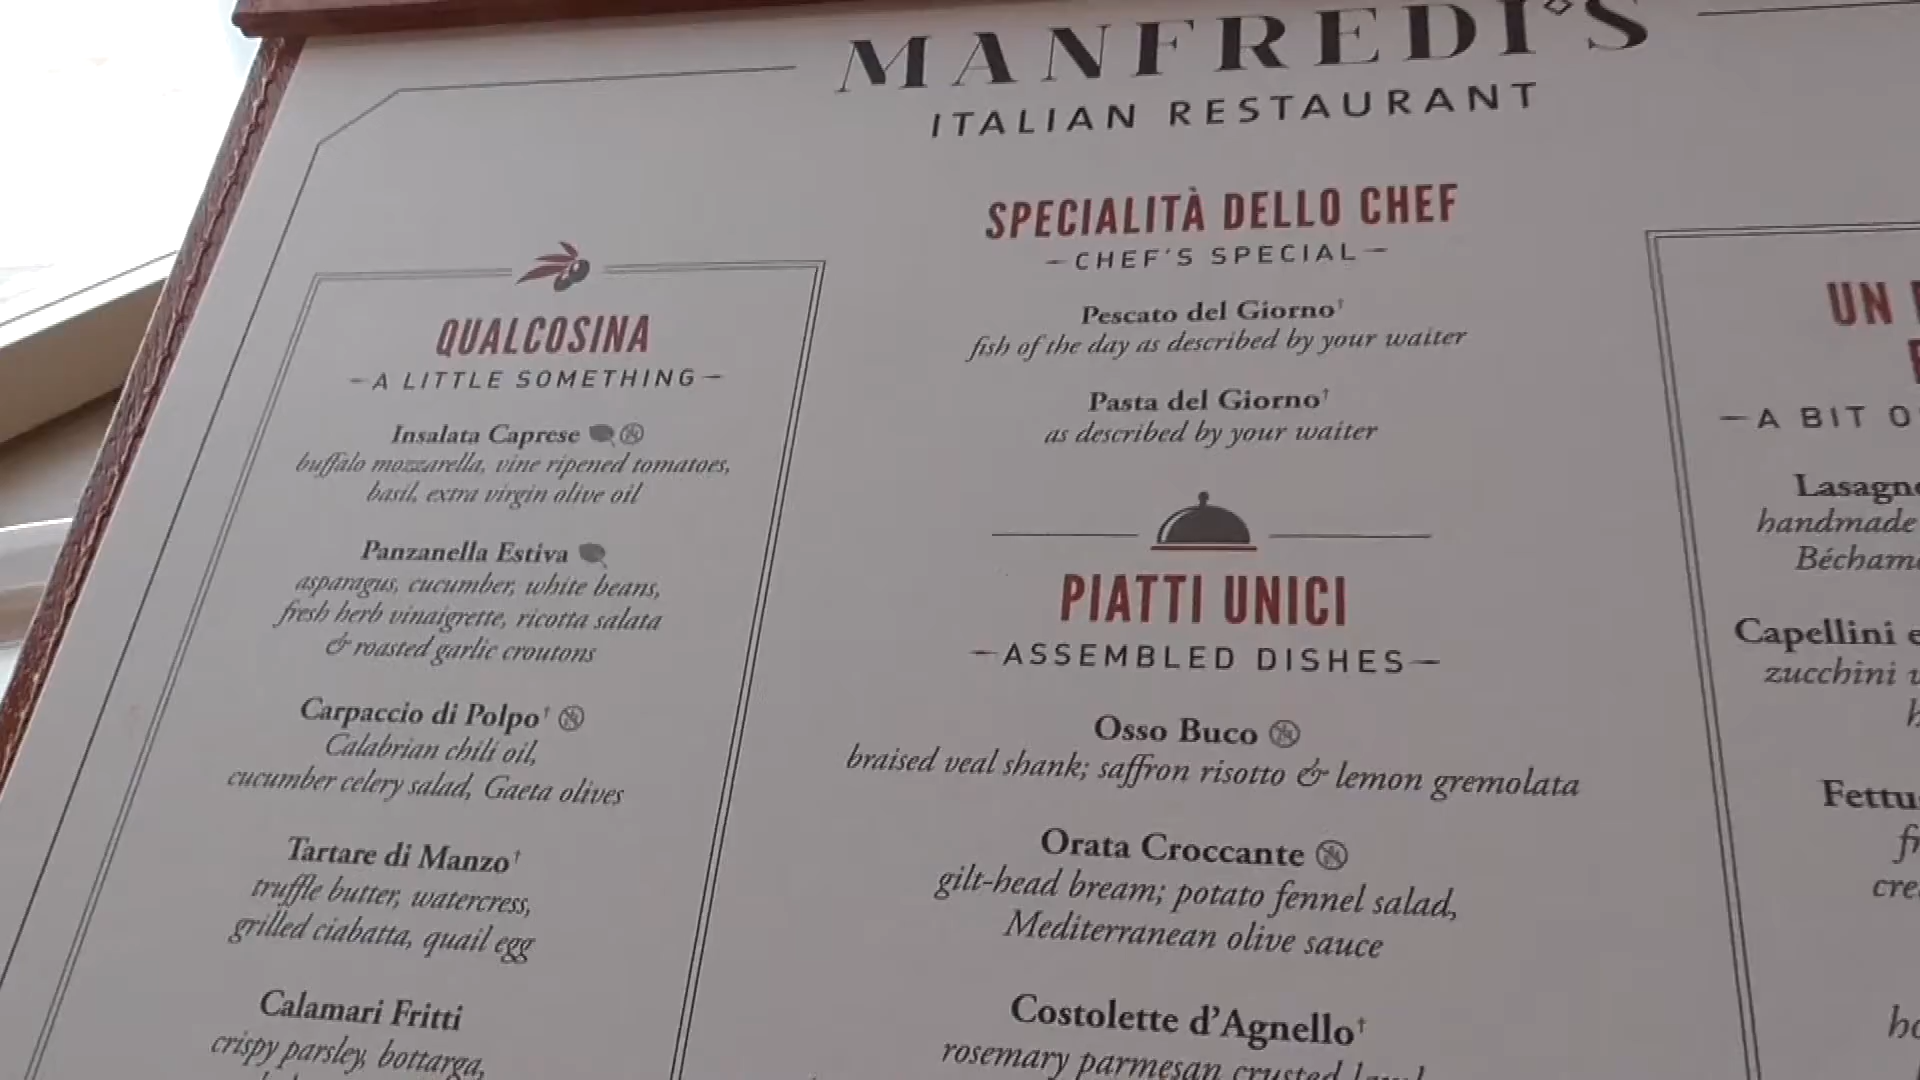 MANFREDI'S
ITALIAN RESTAURANT
QUALCOSINA
- A LITTLE SOMETHING -
Insalata Caprese
buffalo mozzarella, vine ripened tomatoes,
basil, extra virgin olive oil
Panzanella Estiva
asparagus, cucumber, white beans,
fresh herb vinaigrette, ricotta salata
& roasted garlic croutons
Carpaccio di Polpo†
Calabrian chili oil,
cucumber celery salad, Gaeta olives
Tartare di Manzo†
truffle butter, watercress,
grilled ciabatta, quail egg
Calamari Fritti
crispy parsley, bottarga,
SPECIALITÀ DELLO CHEF
- CHEF'S SPECIAL -
Pescato del Giorno†
fish of the day as described by your waiter
Pasta del Giorno†
as described by your waiter
PIATTI UNICI
- ASSEMBLED DISHES -
Osso Buco
braised veal shank; saffron risotto & lemon gremolata
Orata Croccante
gilt-head bream; potato fennel salad,
Mediterranean olive sauce
Costolette d'Agnello†
rosemary parmesan crusted
UN
- A BIT
handmade
Capellini
zucchini